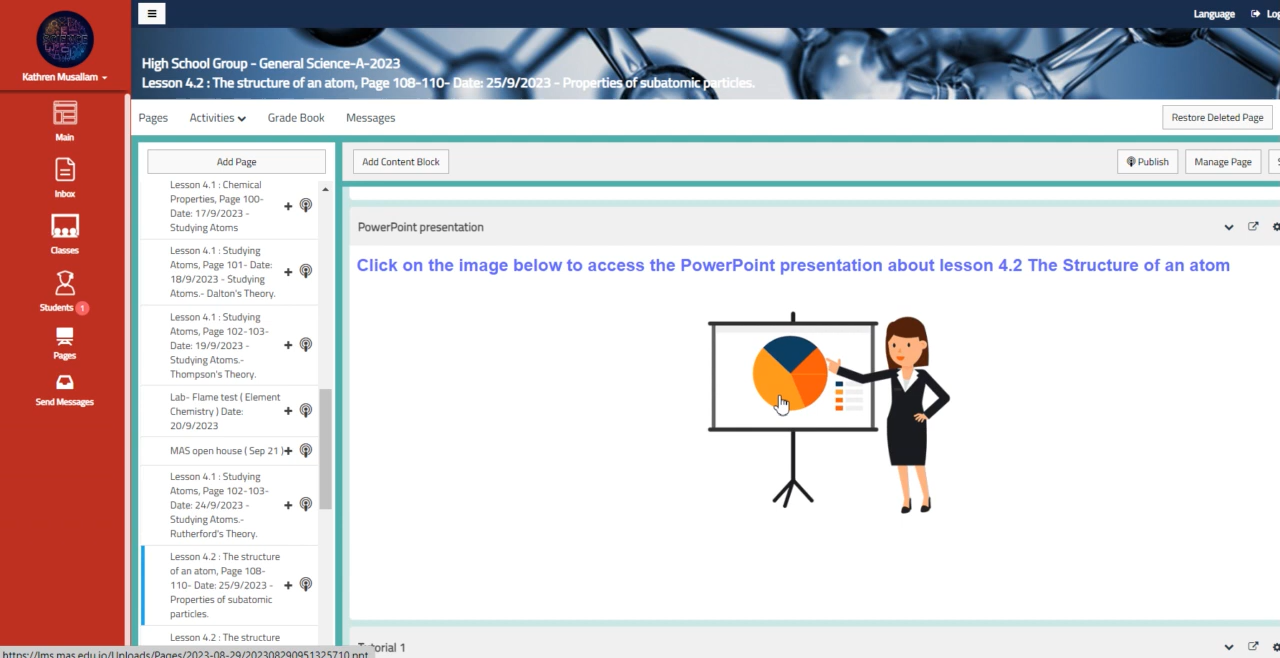 Language
Log
Kathren Musallam
High School Group - General Science-A-2023
Lesson 4.2 : The structure of an atom, Page 108-110- Date: 25/9/2023 - Properties of subatomic particles.
Pages
Activities
Grade Book
Messages
Restore Deleted Page
Main
Inbox
Classes
Students 1
Pages
Send Messages
Add Page
Lesson 4.1 : Chemical
Properties, Page 100-
Date: 17/9/2023 -
Studying Atoms
Lesson 4.1 : Studying
Atoms, Page 101- Date:
18/9/2023 - Studying
Atoms.- Dalton's Theory.
Lesson 4.1 : Studying
Atoms, Page 102-103-
Date: 19/9/2023 -
Studying Atoms.-
Thompson's Theory.
Lab- Flame test ( Element
Chemistry ) Date:
20/9/2023
MAS open house ( Sep 21 )
Lesson 4.1 : Studying
Atoms, Page 102-103-
Date: 24/9/2023 -
Studying Atoms.-
Rutherford's Theory.
Lesson 4.2 : The structure
of an atom, Page 108-
110- Date: 25/9/2023 -
Properties of subatomic
particles.
Lesson 4.2 : The structure
Add Content Block
Publish
Manage Page
PowerPoint presentation
Click on the image below to access the PowerPoint presentation about lesson 4.2 The Structure of an atom
Tutorial 1
https://lms.mas.edu.jo/Uploads/Pages/2023-08-29/202308290951325710.ppt